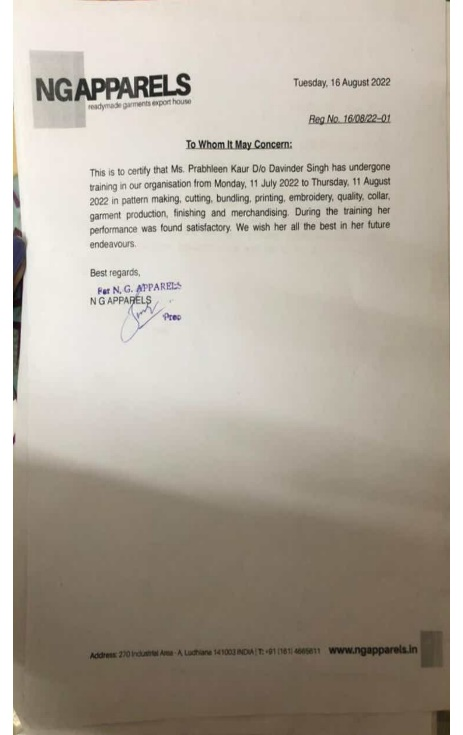 NGAPPARELS
readymade garments export house
Tuesday, 16 August 2022
Reg No. 16/08/22-01
To Whom It May Concern:
This is to certify that Ms. Prabhleen Kaur D/o Davinder Singh has undergone
training in our organisation from Monday, 11 July 2022 to Thursday, 11 August
2022 in pattern making, cutting, bundling, printing, embroidery, quality, collar,
garment production, finishing and merchandising. During the training her
performance was found satisfactory. We wish her all the best in her future
endeavours.
Best regards,
For N. G. APPARELS
N G APPARELS
Address: 270 Industrial Area - A, Ludhiana 141003 INDIA | T: +91 (161) 4665611 www.ngapparels.in